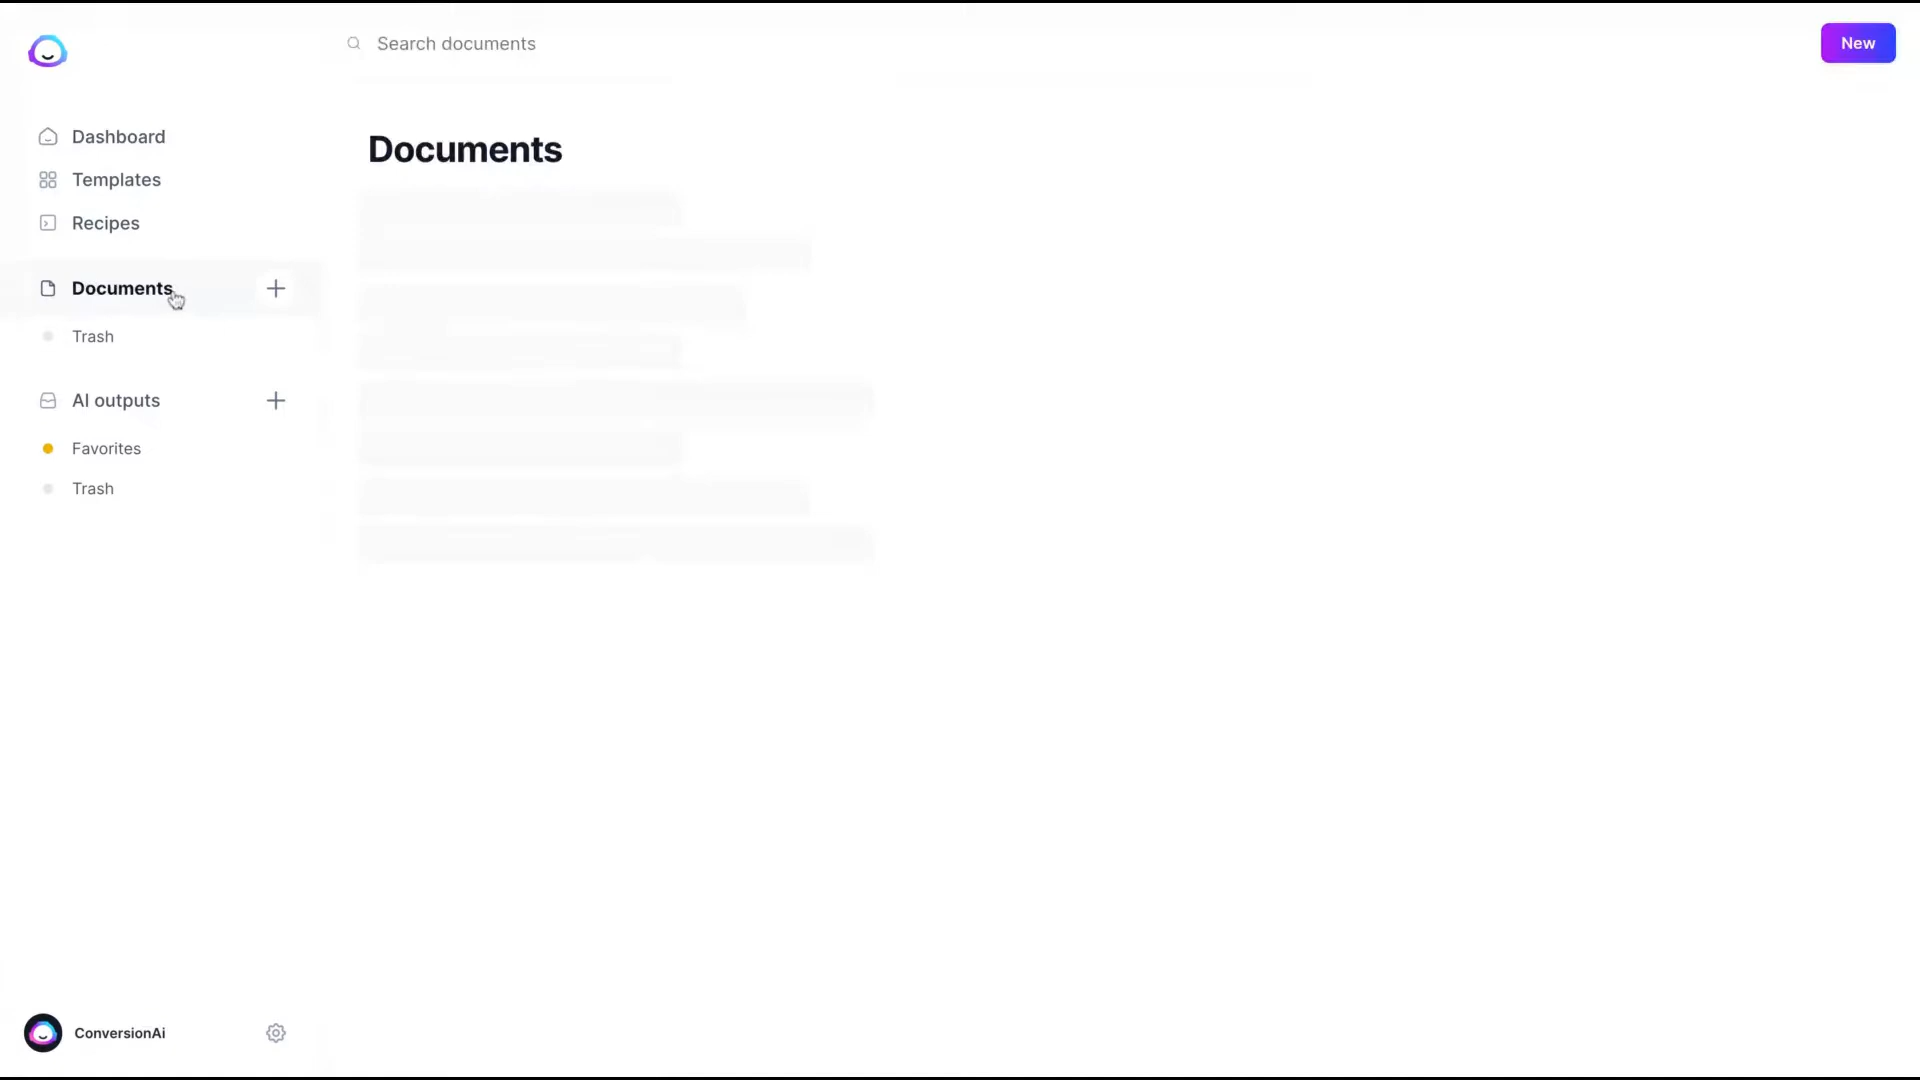 Search documents
New
Dashboard
Templates
Recipes
Documents
Trash
AI outputs
Favorites
Trash
Documents
ConversionAi